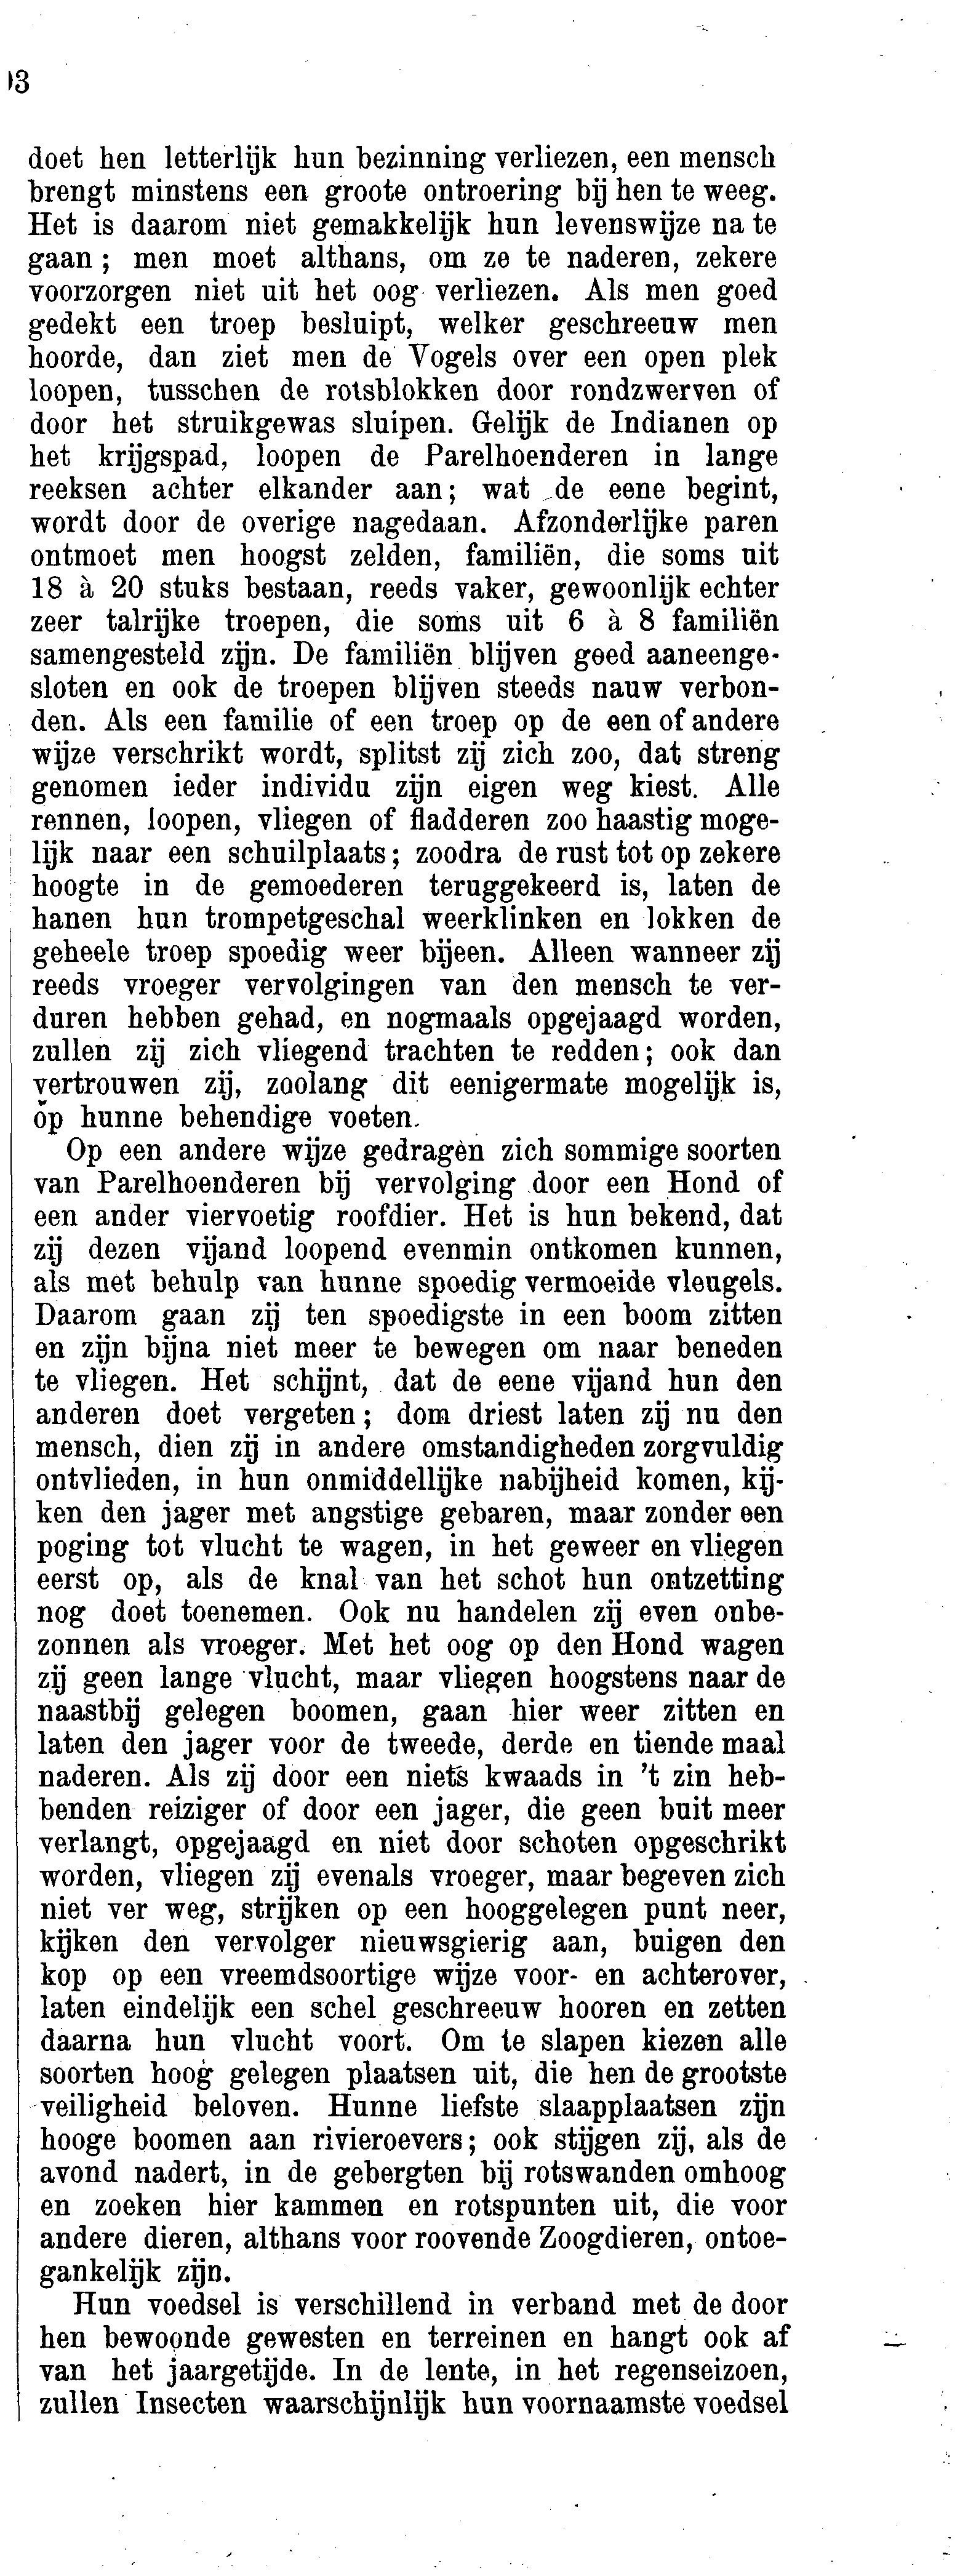 93
doet hen letterlijk hun bezinning verliezen, een mensch
brengt minstens een groote ontroering bij hen te weeg.
Het is daarom niet gemakkelijk hun levenswijze na te
gaan; men moet althans, om ze te naderen, zekere
voorzorgen niet uit het oog verliezen. Als men goed
gedekt een troep besluipt, welker geschreeuw men
hoorde, dan ziet men de Vogels over een open plek
loopen, tusschen de rotsblokken door rondzwerven of
door het struikgewas sluipen. Gelijk de Indianen op
het krijgspad, loopen de Parelhoenderen in lange
reeksen achter elkander aan; wat de eene begint,
wordt door de overige nagedaan. Afzonderlijke paren
ontmoet men hoogst zelden, familiën, die soms uit
18 à 20 stuks bestaan, reeds vaker, gewoonlijk echter
zeer talrijke troepen, die soms uit 6 à 8 familiën
samengesteld zijn. De familiën blijven goed aaneenge-
sloten en ook de troepen blijven steeds nauw verbon-
den. Als een familie of een troep op de een of andere
wijze verschrikt wordt, splitst zij zich zoo, dat streng
genomen ieder individu zijn eigen weg kiest. Alle
rennen, loopen, vliegen of fladderen zoo haastig moge-
lijk naar een schuilplaats; zoodra de rust tot op zekere
hoogte in de gemoederen teruggekeerd is, laten de
hanen hun trompetgeschal weerklinken en lokken de
geheele troep spoedig weer bijeen. Alleen wanneer zij
reeds vroeger vervolgingen van den mensch te ver-
duren hebben gehad, en nogmaals opgejaagd worden,
zullen zij zich vliegend trachten te redden; ook dan
vertrouwen zij, zoolang dit eenigermate mogelijk is,
op hunne behendige voeten.
Op een andere wijze gedragen zich sommige soorten
van Parelhoenderen bij vervolging door een Hond of
een ander viervoetig roofdier. Het is hun bekend, dat
zij dezen vijand loopend evenmin ontkomen kunnen,
als met behulp van hunne spoedig vermoeide vleugels.
Daarom gaan zij ten spoedigste in een boom zitten
en zijn bijna niet meer te bewegen om naar beneden
te vliegen. Het schijnt, dat de eene vijand hun den
anderen doet vergeten; dom driest laten zij nu den
mensch, dien zij in andere omstandigheden zorgvuldig
ontvlieden, in hun onmiddellijke nabijheid komen, kij-
ken den jager met angstige gebaren, maar zonder een
poging tot vlucht te wagen, in het geweer en vliegen
eerst op, als de knal van het schot hun ontzetting
nog doet toenemen. Ook nu handelen zij even onbe-
zonnen als vroeger. Met het oog op den Hond wagen
zij geen lange vlucht, maar vliegen hoogstens naar de
naastbij gelegen boomen, gaan hier weer zitten en
laten den jager voor de tweede, derde en tiende maal
naderen. Als zij door een niets kwaads in 't zin heb-
benden reiziger of door een jager, die geen buit meer
verlangt, opgejaagd en niet door schoten opgeschrikt
worden, vliegen zij evenals vroeger, maar begeven zich
niet ver weg, strijken op een hooggelegen punt neer,
kijken den vervolger nieuwsgierig aan, buigen den
kop op een vreemdsoortige wijze voor- en achterover,
laten eindelijk een schel geschreeuw hooren en zetten
daarna hun vlucht voort. Om te slapen kiezen alle
soorten hoog gelegen plaatsen uit, die hen de grootste
veiligheid beloven. Hunne liefste slaapplaatsen zijn
hooge boomen aan rivieroevers; ook stijgen zij, als de
avond nadert, in de gebergten bij rotswanden omhoog
en zoeken hier kammen en rotspunten uit, die voor
andere dieren, althans voor roovende Zoogdieren, ontoe-
gankelijk zijn.
Hun voedsel is verschillend in verband met de door
hen bewoonde gewesten en terreinen en hangt ook af
van het jaargetijde. In de lente, in het regenseizoen,
zullen Insecten waarschijnlijk hun voornaamste voedsel